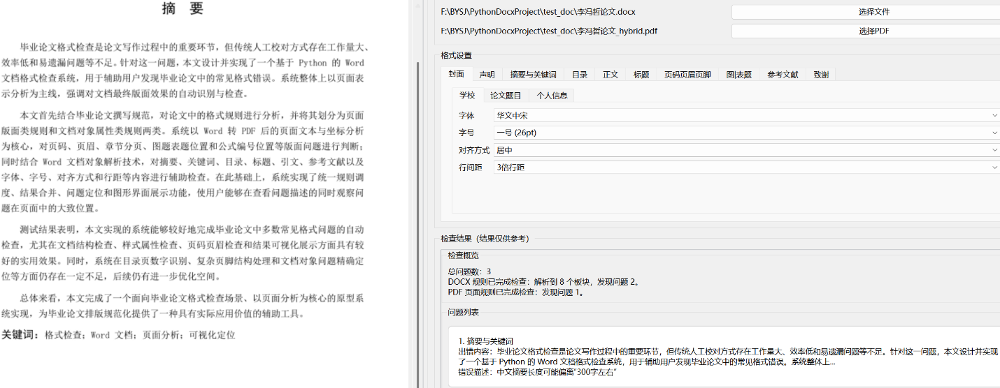 摘 要
毕业论文格式检查是论文写作过程中的重要环节，但传统人工校对方式存在工作量大、
效率低和易遗漏问题等不足。针对这一问题，本文设计并实现了一个基于 Python 的 Word
文档格式检查系统，用于辅助用户发现毕业论文中的常见格式错误。系统整体上以页面表
示分析为主线，强调对文档最终版面效果的自动识别与检查。
本文首先结合毕业论文撰写规范，对论文中的格式规则进行分析，并将其划分为页面
版面类规则和文档对象属性类规则两类。系统以 Word 转 PDF 后的页面文本与坐标分析
为核心，对页码、页眉、章节分页、图题表题位置和公式编号位置等版面问题进行判断；
同时结合 Word 文档对象解析技术，对摘要、关键词、目录、标题、引文、参考文献以及
字体、字号、对齐方式和行距等内容进行辅助检查。在此基础上，系统实现了统一规则调
度、结果合并、问题定位和图形界面展示功能，使用户能够在查看问题描述的同时观察问
题在页面中的大致位置。
测试结果表明，本文实现的系统能够较好地完成毕业论文中多数常见格式问题的自动
检查，尤其在文档结构检查、样式属性检查、页码页眉检查和结果可视化展示方面具有较
好的实用效果。同时，系统在目录页数字识别、复杂页脚结构处理和文档对象问题精确定
位等方面仍存在一定不足，后续仍有进一步优化空间。
总体来看，本文完成了一个面向毕业论文格式检查场景、以页面分析为核心的原型系
统实现，为毕业论文排版规范化提供了一种具有实际应用价值的辅助工具。
关键词：格式检查；Word 文档；页面分析；可视化定位
F:\BYSJ\PythonDocxProject\test_doc\李冯哲论文.docx
选择文件
F:\BYSJ\PythonDocxProject\test_doc\李冯哲论文_hybrid.pdf
选择PDF
格式设置
封面 声明 摘要与关键词 目录 正文 标题 页码页眉页脚 图|表题 参考文献 致谢
学校 论文题目 个人信息
字体 华文中宋
字号 一号 (26pt)
对齐方式 居中
行间距 3倍行距
检查结果（结果仅供参考）
检查概览
总问题数：3
DOCX 规则已完成检查：解析到 8 个板块，发现问题 2。
PDF 页面规则已完成检查：发现问题 1。
问题列表
1. 摘要与关键词
出错内容：毕业论文格式检查是论文写作过程中的重要环节，但传统人工校对方式存在工作量大、效率低和易遗漏问题等不足。针对这一问题，本文设计并实现
了一个基于 Python 的 Word 文档格式检查系统，用于辅助用户发现毕业论文中的常见格式错误。系统整体上...
错误描述：中文摘要长度可能偏离“300字左右”